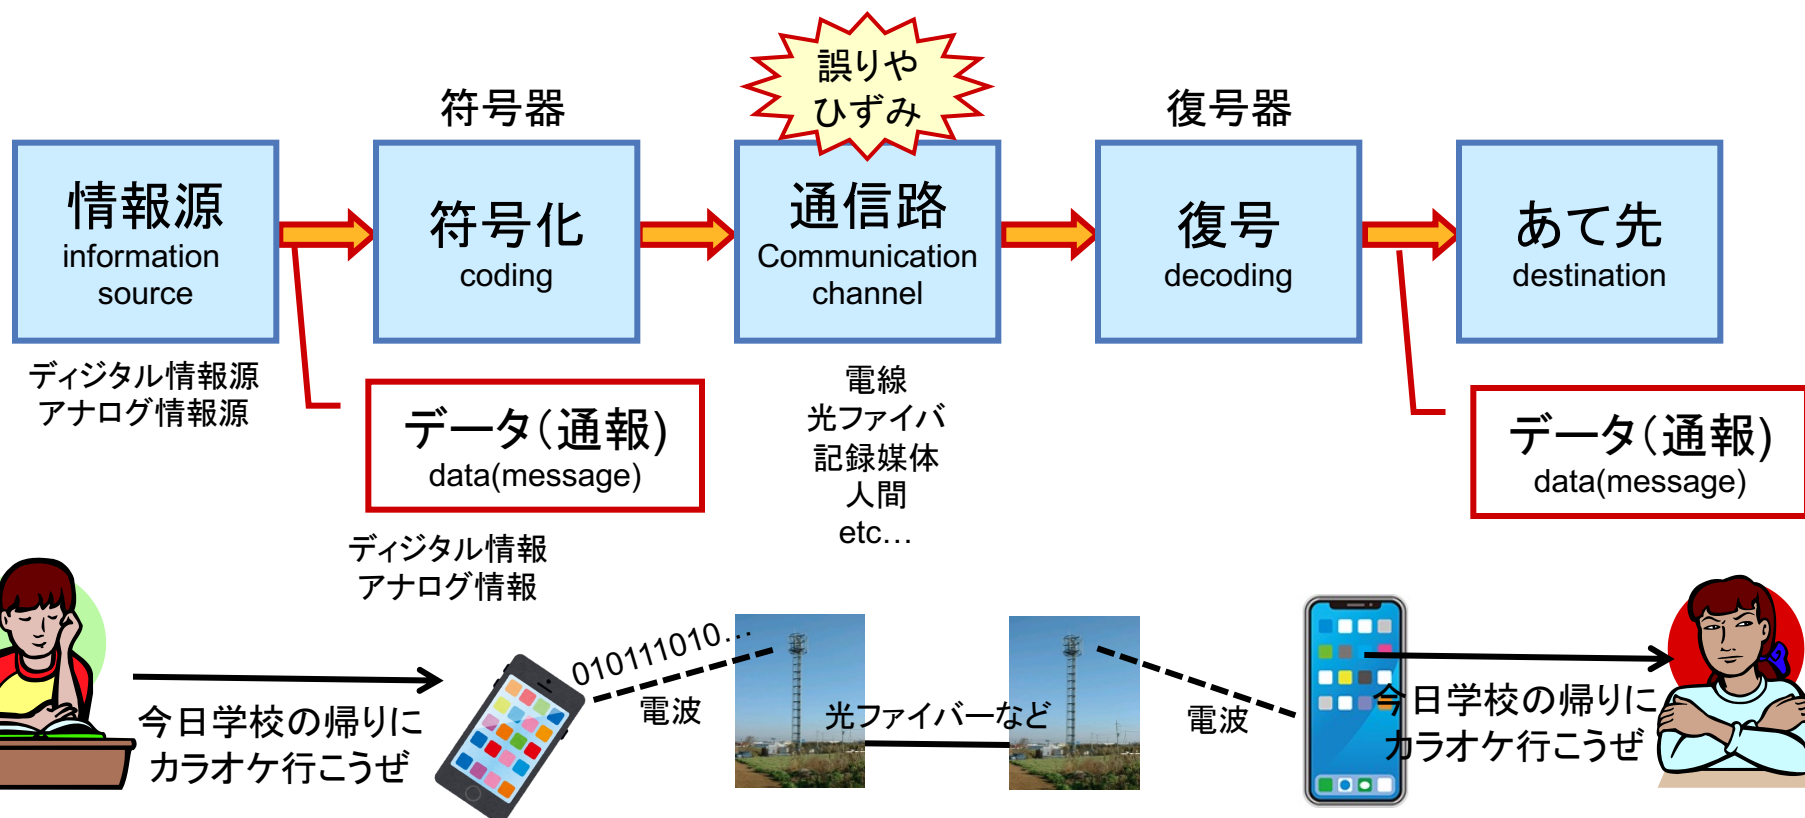 誤りや
ひずみ
符号器
復号器
情報源
information
source
符号化
coding
通信路
Communication
channel
復号
decoding
あて先
destination
ディジタル情報源
アナログ情報源
データ（通報)
data(message)
電線
光ファイバ
記録媒体
人間
etc…
データ（通報)
data(message)
ディジタル情報
アナログ情報
010111010…
電波
今日学校の帰りに
カラオケ行こうぜ
光ファイバーなど
電波
今日学校の帰りに
カラオケ行こうぜ